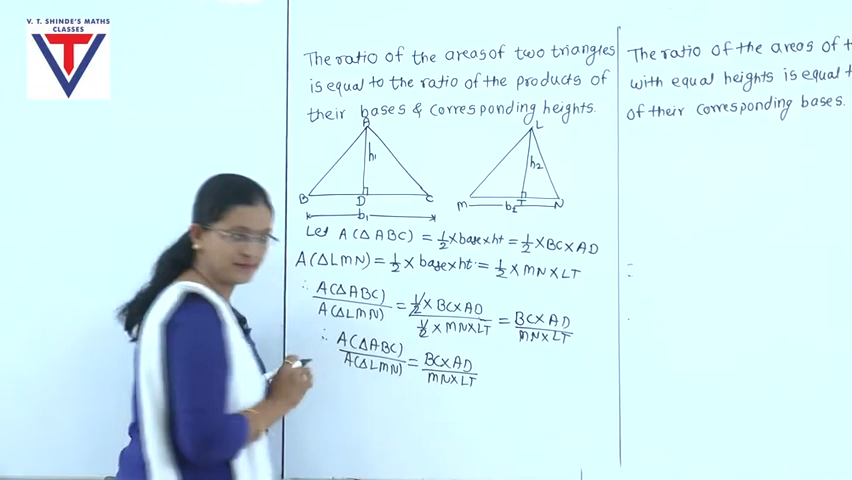 V. T. SHINDE'S MATHS
CLASSES
The ratio of the areas of two triangles
is equal to the ratio of the products of
their bases & corresponding heights.
A
h₁
B D C
b₁
L
h₂
M T N
b₂
Let A(△ABC) = 1/2 × base × ht = 1/2 × BC × AD
A(△LMN) = 1/2 × base × ht = 1/2 × MN × LT
∴ A(△ABC)/A(△LMN) = (1/2 × BC × AD)/(1/2 × MN × LT) = (BC × AD)/(MN × LT)
∴ A(△ABC)/A(△LMN) = (BC × AD)/(MN × LT)
The ratio of the areas of
with equal heights is equal
of their corresponding bases.